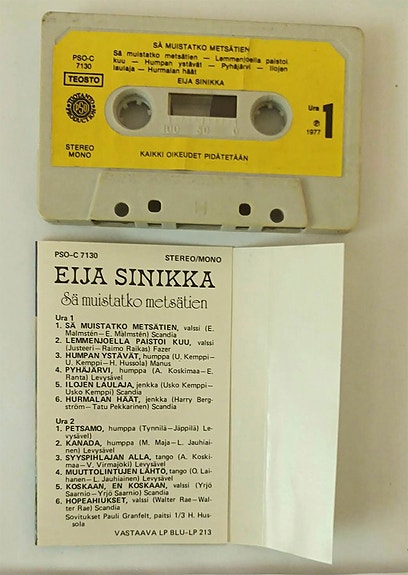 SÄ MUISTATKO METSÄTIEN
PSO-C
7130
Sä muistatko metsätien — Lemmenjoella paistoi
kuu — Humpan ystävät — Pyhäjärvi — Ilojen
laulaja — Hurmalan häät
EIJA SINIKKA
TEOSTO
PSO
Ura 1
℗
1977
100 50 0
STEREO
MONO
KAIKKI OIKEUDET PIDÄTETÄÄN
PSO-C 7130 STEREO/MONO
EIJA SINIKKA
Sä muistatko metsätien
Ura 1
1. SÄ MUISTATKO METSÄTIEN, valssi (E.
Malmstén—E. Malmstén) Scandia
2. LEMMENJOELLA PAISTOI KUU, valssi
(Justeeri—Raimo Raikas) Fazer
3. HUMPAN YSTÄVÄT, humppa (U. Kemppi—
U. Kemppi—H. Hussola) Manus
4. PYHÄJÄRVI, humppa (A. Koskimaa—E.
Ranta) Levysävel
5. ILOJEN LAULAJA, jenkka (Usko Kemppi—
Usko Kemppi) Scandia
6. HURMALAN HÄÄT, jenkka (Harry Berg-
ström—Tatu Pekkarinen) Scandia
Ura 2
1. PETSAMO, humppa (Tynnilä—Jäppilä) Le-
vysävel)
2. KANADA, humppa (M. Maja—L. Jauhiai-
nen) Levysävel
3. SYYSPIHLAJAN ALLA, tango (A. Koski-
maa—V. Virmajoki) Levysävel
4. MUUTTOLINTUJEN LÄHTÖ, tango (O. Lai-
hanen—L. Jauhiainen) Levysävel
5. KOSKAAN, EN KOSKAAN, valssi (Yrjö
Saarnio—Yrjö Saarnio) Scandia
6. HOPEAHIUKSET, valssi (Walter Rae—Wal-
ter Rae) Scandia
Sovitukset Pauli Granfelt, paitsi 1/3 H. Hus-
sola
VASTAAVA LP BLU-LP 213